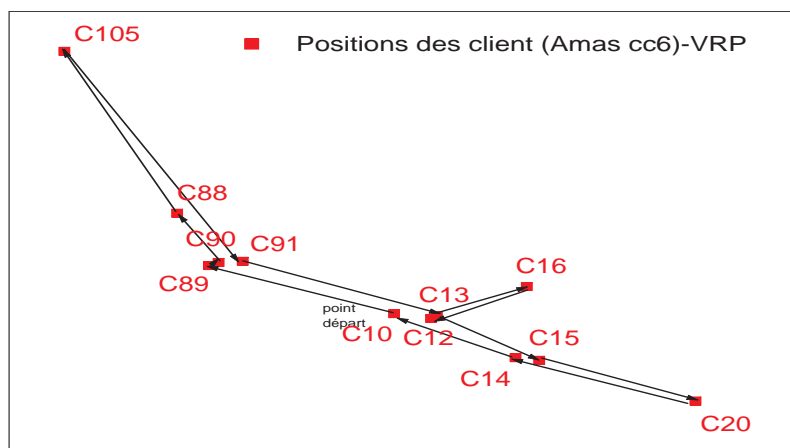 C105
Positions des client (Amas cc6)-VRP
C88
C90
C91
C89
C16
C13
point
départ
C10
C12
C15
C14
C20